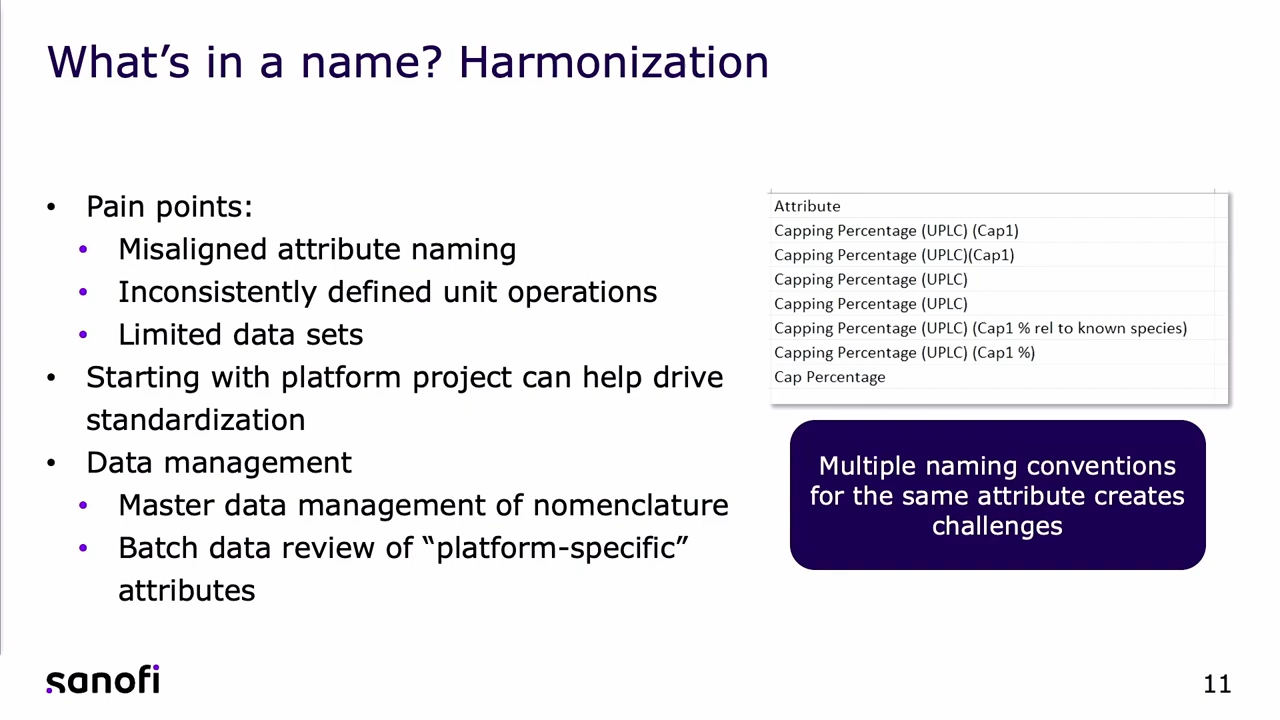 What’s in a name? Harmonization
• Pain points:
• Misaligned attribute naming
• Inconsistently defined unit operations
• Limited data sets
• Starting with platform project can help drive
standardization
• Data management
• Master data management of nomenclature
• Batch data review of “platform-specific”
attributes
Attribute
Capping Percentage (UPLC) (Cap1)
Capping Percentage (UPLC)(Cap1)
Capping Percentage (UPLC)
Capping Percentage (UPLC)
Capping Percentage (UPLC) (Cap1 % rel to known species)
Capping Percentage (UPLC) (Cap1 %)
Cap Percentage
Multiple naming conventions
for the same attribute creates
challenges
sanofi
11